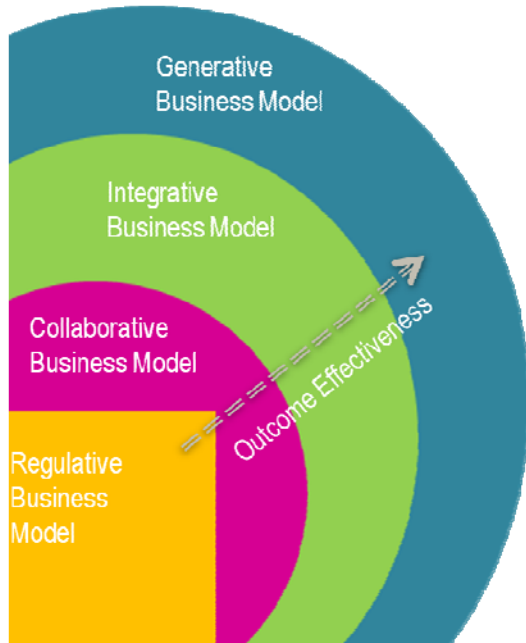 Generative
Business Model
Integrative
Business Model
Collaborative
Business Model
Outcome Effectiveness
Regulative
Business
Model